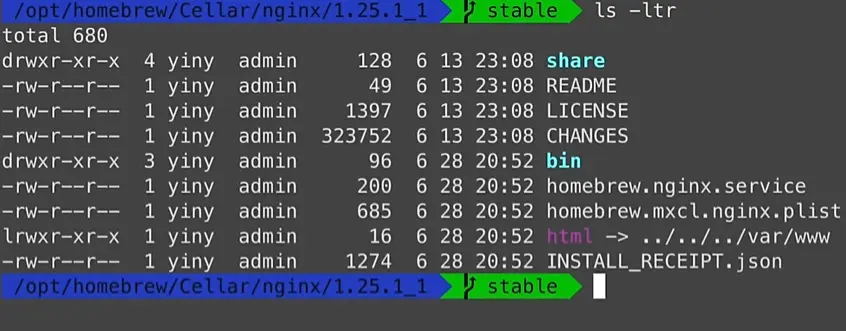 /opt/homebrew/Cellar/nginx/1.25.1_1 stable ls -ltr
total 680
drwxr-xr-x 4 yiny admin 128 6 13 23:08 share
-rw-r--r-- 1 yiny admin 49 6 13 23:08 README
-rw-r--r-- 1 yiny admin 1397 6 13 23:08 LICENSE
-rw-r--r-- 1 yiny admin 323752 6 13 23:08 CHANGES
drwxr-xr-x 3 yiny admin 96 6 28 20:52 bin
-rw-r--r-- 1 yiny admin 200 6 28 20:52 homebrew.nginx.service
-rw-r--r-- 1 yiny admin 685 6 28 20:52 homebrew.mxcl.nginx.plist
lrwxr-xr-x 1 yiny admin 16 6 28 20:52 html -> ../../../var/www
-rw-r--r-- 1 yiny admin 1274 6 28 20:52 INSTALL_RECEIPT.json
/opt/homebrew/Cellar/nginx/1.25.1_1 stable